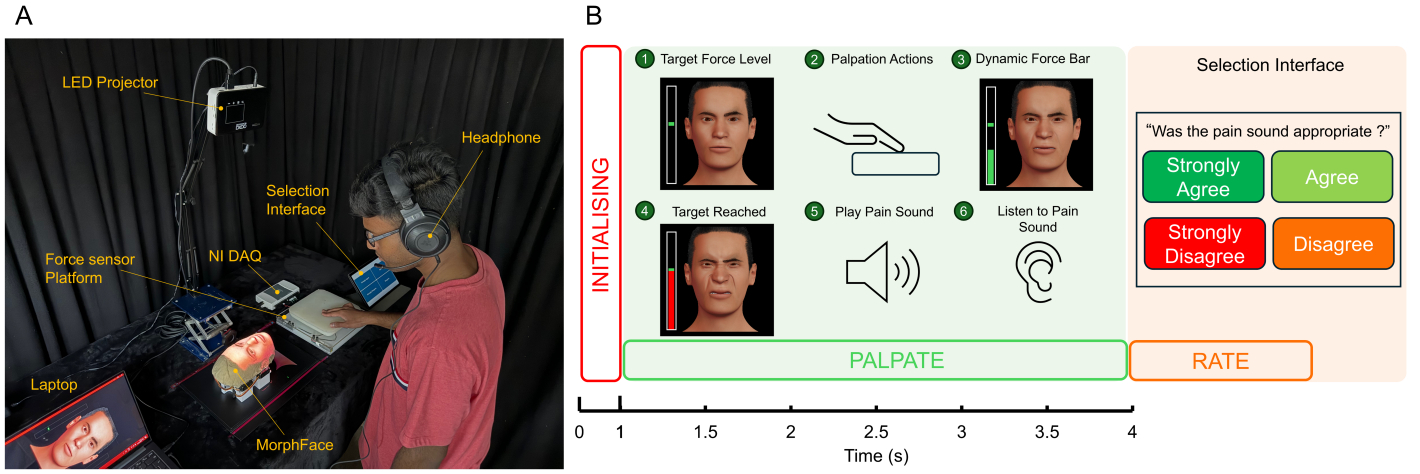 A
LED Projector
Headphone
Selection
Interface
NI DAQ
Force sensor
Platform
Laptop
MorphFace
B
INITIALISING
1 Target Force Level
2 Palpation Actions
3 Dynamic Force Bar
4 Target Reached
5 Play Pain Sound
6 Listen to Pain
Sound
PALPATE
Selection Interface
“Was the pain sound appropriate ?”
Strongly
Agree
Agree
Strongly
Disagree
Disagree
RATE
0 1 1.5 2 2.5 3 3.5 4
Time (s)